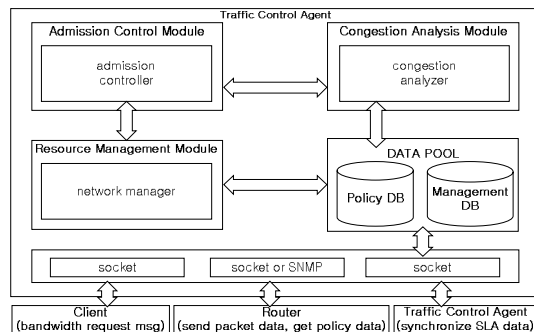 Traffic Control Agent
Admission Control Module
admission
controller
Congestion Analysis Module
congestion
analyzer
Resource Management Module
network manager
DATA POOL
Policy DB
Management
DB
socket
socket or SNMP
socket
Client
(bandwidth request msg)
Router
(send packet data, get policy data)
Traffic Control Agent
(synchronize SLA data)